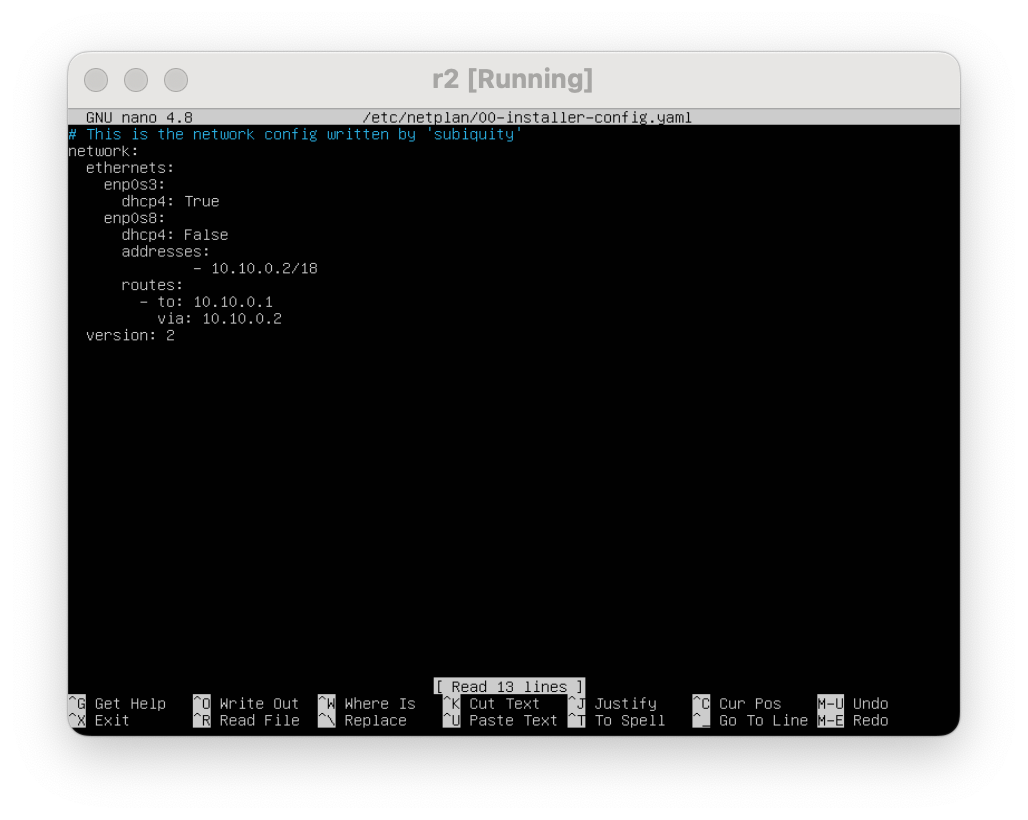 r2 [Running]
GNU nano 4.8 /etc/netplan/00-installer-config.yaml
# This is the network config written by 'subiquity'
network:
  ethernets:
    enp0s3:
      dhcp4: True
    enp0s8:
      dhcp4: False
      addresses:
              - 10.10.0.2/18
      routes:
        - to: 10.10.0.1
          via: 10.10.0.2
  version: 2
[ Read 13 lines ]
^G Get Help ^O Write Out ^W Where Is ^K Cut Text ^J Justify ^C Cur Pos M-U Undo
^X Exit ^R Read File ^\ Replace ^U Paste Text ^T To Spell ^_ Go To Line M-E Redo